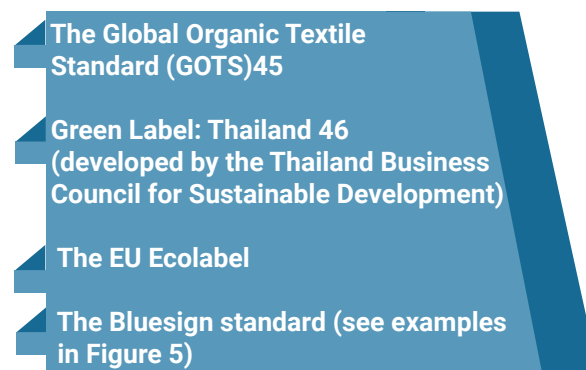 The Global Organic Textile
Standard (GOTS)45
Green Label: Thailand 46
(developed by the Thailand Business
Council for Sustainable Development)
The EU Ecolabel
The Bluesign standard (see examples
in Figure 5)